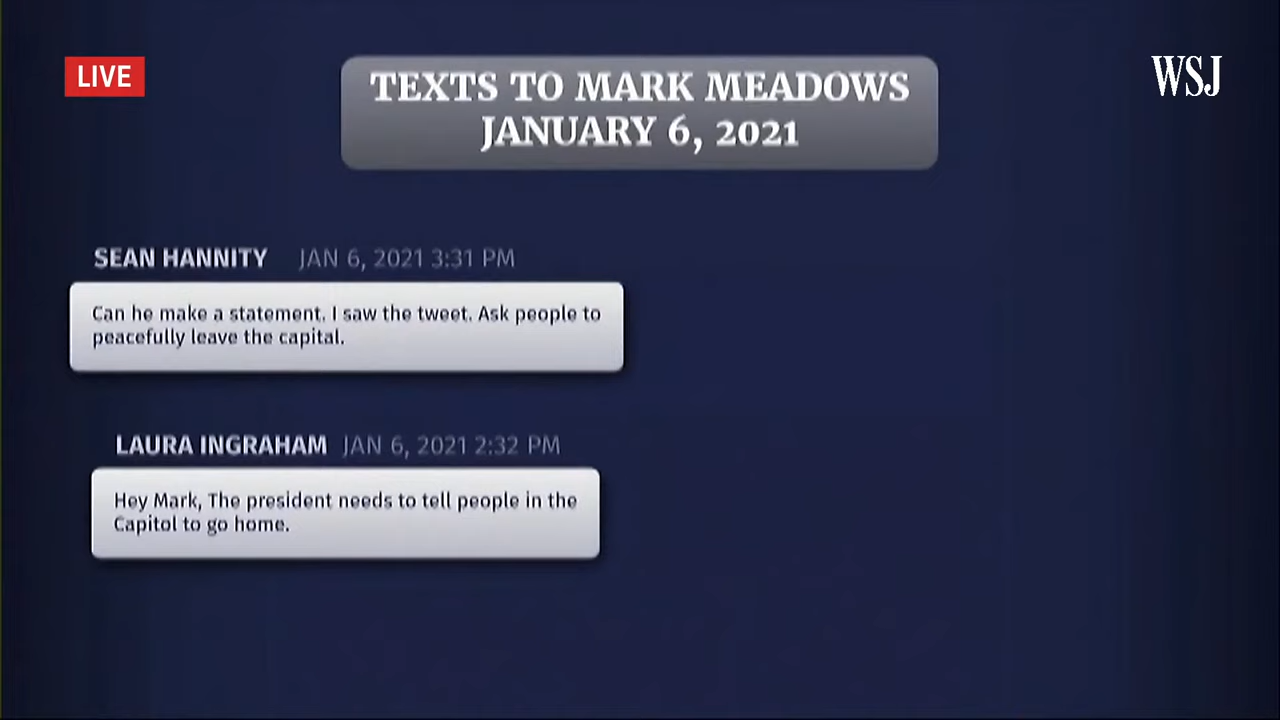 LIVE
WSJ
TEXTS TO MARK MEADOWS
JANUARY 6, 2021
SEAN HANNITY JAN 6, 2021 3:31 PM
Can he make a statement. I saw the tweet. Ask people to
peacefully leave the capital.
LAURA INGRAHAM JAN 6, 2021 2:32 PM
Hey Mark, The president needs to tell people in the
Capitol to go home.